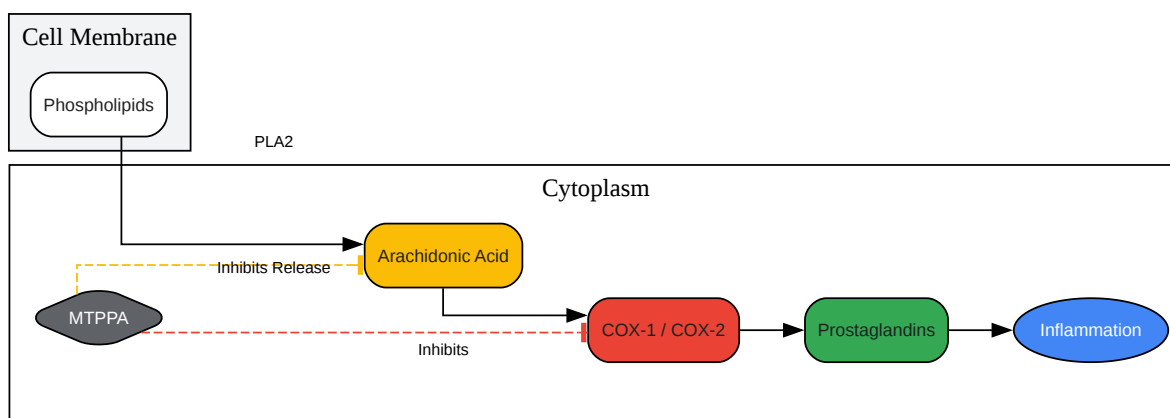 Cell Membrane
Phospholipids
PLA2
Cytoplasm
Arachidonic Acid
Inhibits Release
MTPPA
COX-1 / COX-2
Prostaglandins
Inflammation
Inhibits